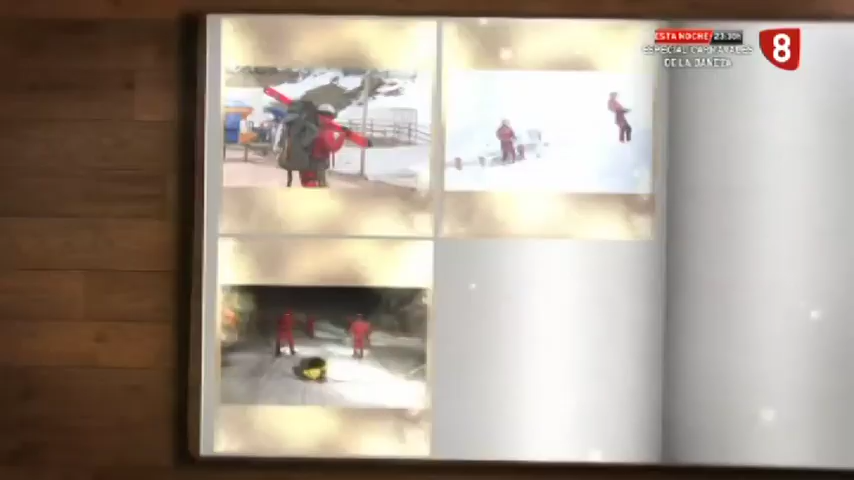 ESTA NOCHE/23:30h
ESPECIAL CARNAVALES
DE LA BAÑEZA
8